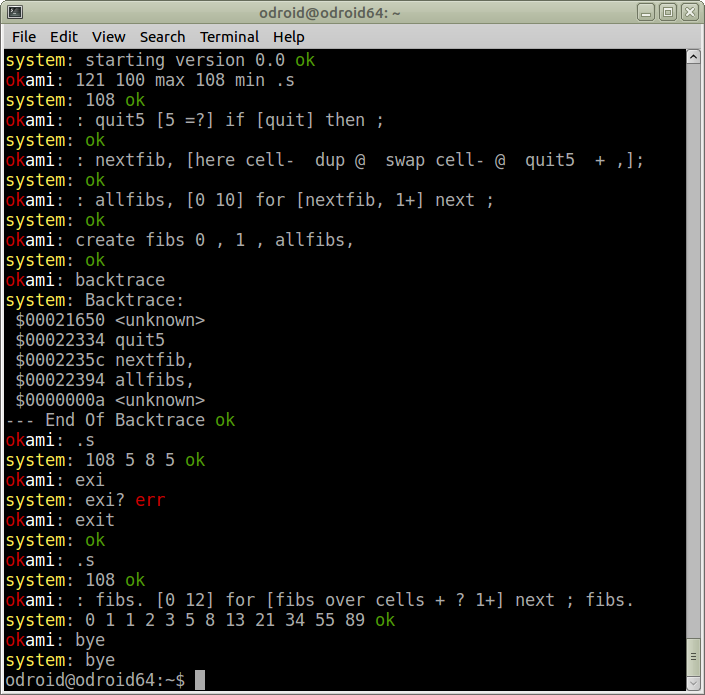 odroid@odroid64: ~
File Edit View Search Terminal Help
system: starting version 0.0 ok
okami: 121 100 max 108 min .s
system: 108 ok
okami: : quit5 [5 =?] if [quit] then ;
system: ok
okami: : nextfib, [here cell-  dup @  swap cell- @  quit5  + ,];
system: ok
okami: : allfibs, [0 10] for [nextfib, 1+] next ;
system: ok
okami: create fibs 0 , 1 , allfibs,
system: ok
okami: backtrace
system: Backtrace:
 $00021650 <unknown>
 $00022334 quit5
 $0002235c nextfib,
 $00022394 allfibs,
 $0000000a <unknown>
--- End Of Backtrace ok
okami: .s
system: 108 5 8 5 ok
okami: exi
system: exi? err
okami: exit
system: ok
okami: .s
system: 108 ok
okami: : fibs. [0 12] for [fibs over cells + ? 1+] next ; fibs.
system: 0 1 1 2 3 5 8 13 21 34 55 89 ok
okami: bye
system: bye
odroid@odroid64:~$